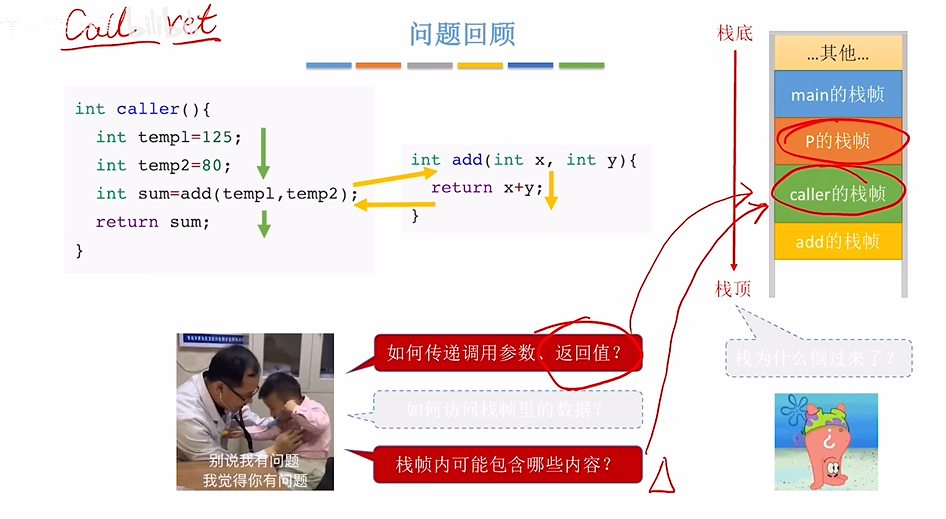 Call ret
bilibili
问题回顾
int caller(){
int temp1=125;
int temp2=80;
int sum=add(temp1,temp2);
return sum;
}
int add(int x, int y){
return x+y;
}
栈底
栈顶
…其他…
main的栈帧
P的栈帧
caller的栈帧
add的栈帧
如何传递调用参数、返回值？
如何访问栈帧里的数据？
栈帧内可能包含哪些内容？
栈为什么倒过来了？
别说我有问题
我觉得你有问题
?